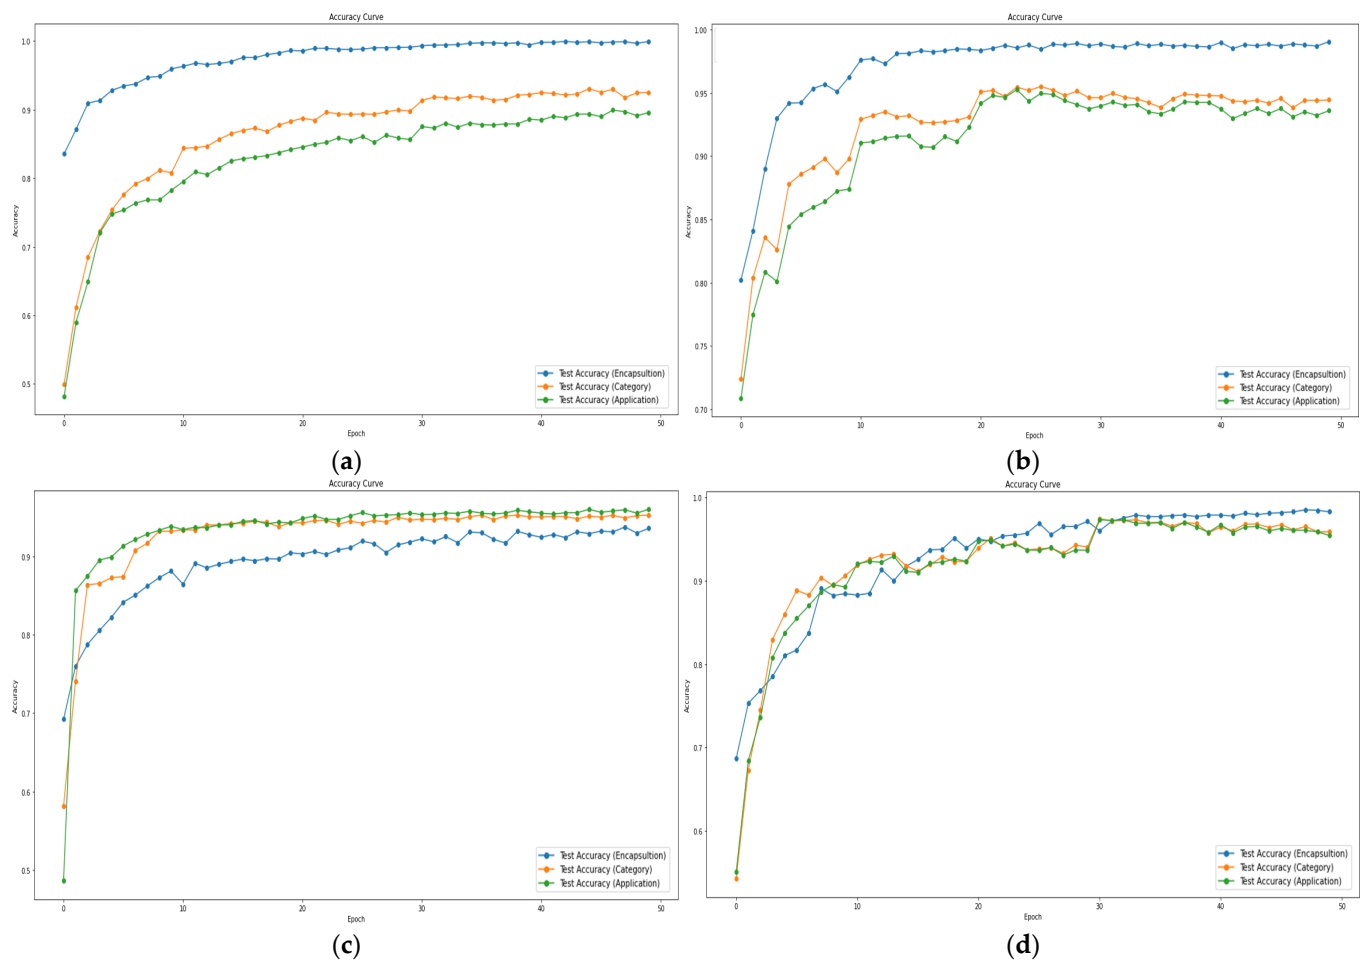 Accuracy Curve
1.0
0.9
0.8
0.7
0.6
0.5
Accuracy
0 10 20 30 40 50
Epoch
Test Accuracy (Encapsultion)
Test Accuracy (Category)
Test Accuracy (Application)
(a)
Accuracy Curve
1.00
0.95
0.90
0.85
0.80
0.75
0.70
Accuracy
0 10 20 30 40 50
Epoch
Test Accuracy (Encapsultion)
Test Accuracy (Category)
Test Accuracy (Application)
(b)
Accuracy Curve
0.9
0.8
0.7
0.6
0.5
Accuracy
0 10 20 30 40 50
Epoch
Test Accuracy (Encapsultion)
Test Accuracy (Category)
Test Accuracy (Application)
(c)
Accuracy Curve
1.0
0.9
0.8
0.7
0.6
Accuracy
0 10 20 30 40 50
Epoch
Test Accuracy (Encapsultion)
Test Accuracy (Category)
Test Accuracy (Application)
(d)